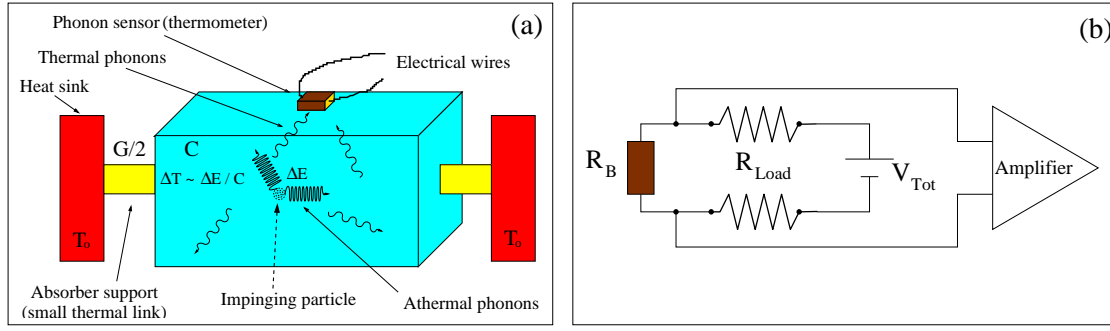 (a)
Phonon sensor (thermometer)
Thermal phonons
Electrical wires
Heat sink
G/2
C
ΔT ~ ΔE / C
ΔE
T₀
T₀
Absorber support
(small thermal link)
Impinging particle
Athermal phonons
(b)
R_B
R_Load
V_Tot
Amplifier